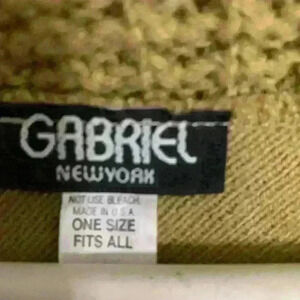 GABRIEL
NEWYORK
NOT USE BLEACH
MADE IN U.S.A.
ONE SIZE
FITS ALL